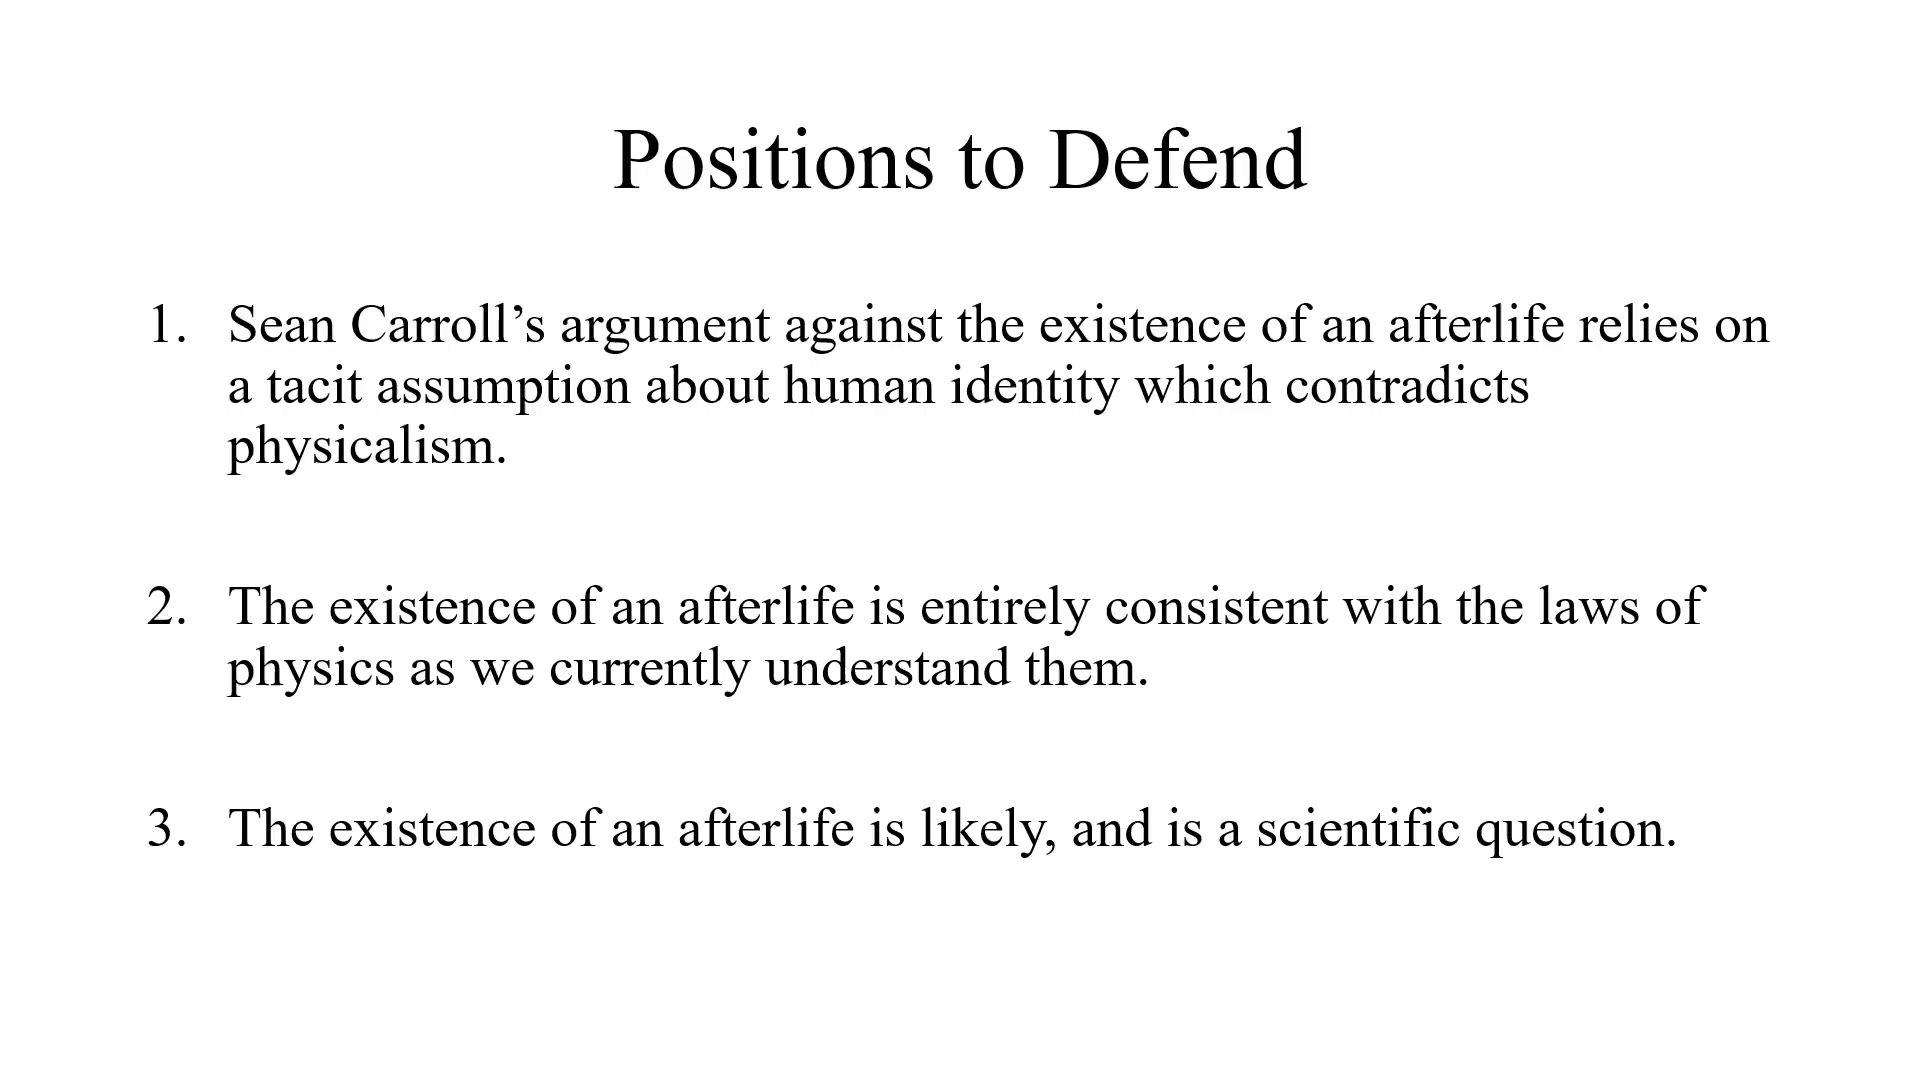 Positions to Defend
1. Sean Carroll’s argument against the existence of an afterlife relies on
a tacit assumption about human identity which contradicts
physicalism.
2. The existence of an afterlife is entirely consistent with the laws of
physics as we currently understand them.
3. The existence of an afterlife is likely, and is a scientific question.